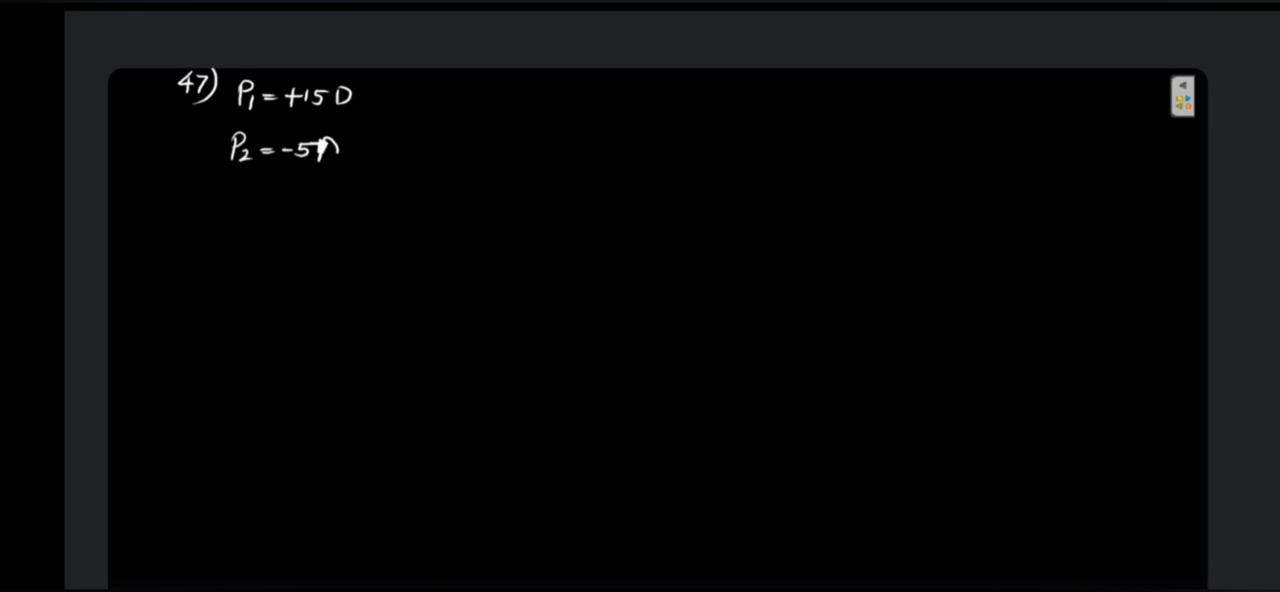 47) P₁ = +15 D
P₂ = -5